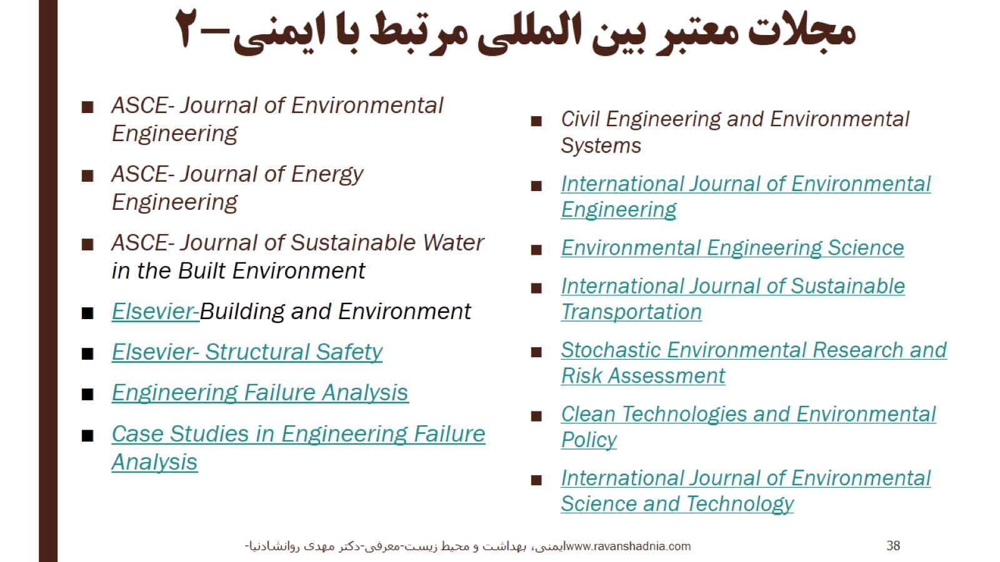 مجلات معتبر بین المللی مرتبط با ایمنی–۲
■ ASCE- Journal of Environmental
Engineering
■ ASCE- Journal of Energy
Engineering
■ ASCE- Journal of Sustainable Water
in the Built Environment
■ Elsevier-Building and Environment
■ Elsevier- Structural Safety
■ Engineering Failure Analysis
■ Case Studies in Engineering Failure
Analysis
■ Civil Engineering and Environmental
Systems
■ International Journal of Environmental
Engineering
■ Environmental Engineering Science
■ International Journal of Sustainable
Transportation
■ Stochastic Environmental Research and
Risk Assessment
■ Clean Technologies and Environmental
Policy
■ International Journal of Environmental
Science and Technology
ایمنی، بهداشت و محیط زیست-معرفی-دکتر مهدی روانشادنیا-www.ravanshadnia.com
38